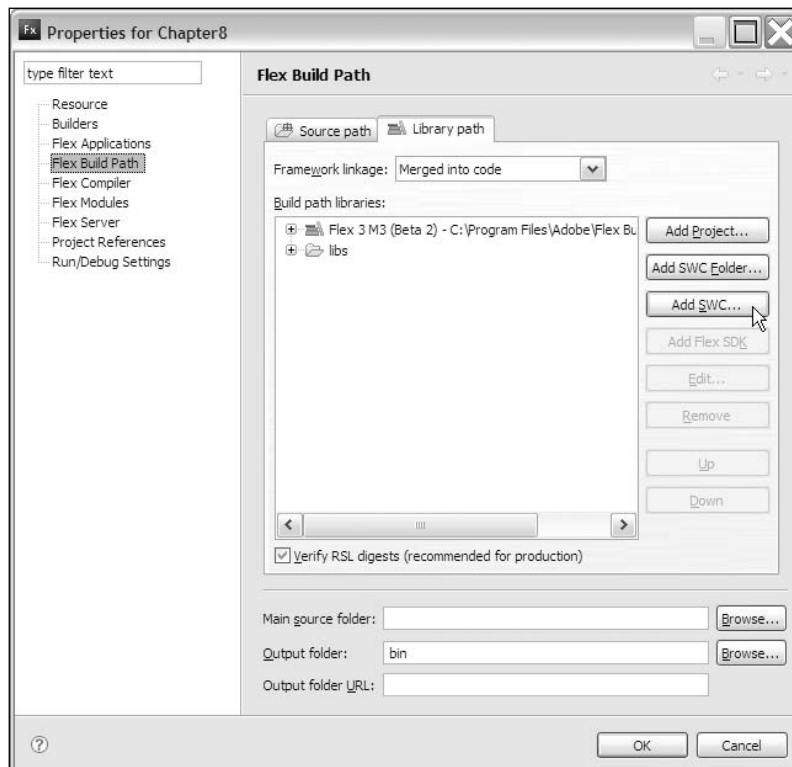 Fx Properties for Chapter8
type filter text
Resource
Builders
Flex Applications
Flex Build Path
Flex Compiler
Flex Modules
Flex Server
Project References
Run/Debug Settings
Flex Build Path
Source path
Library path
Framework linkage: Merged into code
Build path libraries:
Flex 3 M3 (Beta 2) - C:\Program Files\Adobe\Flex Bu
libs
Add Project...
Add SWC Folder...
Add SWC...
Add Flex SDK
Edit...
Remove
Up
Down
Verify RSL digests (recommended for production)
Main source folder:
Browse...
Output folder: bin
Browse...
Output folder URL:
?
OK
Cancel